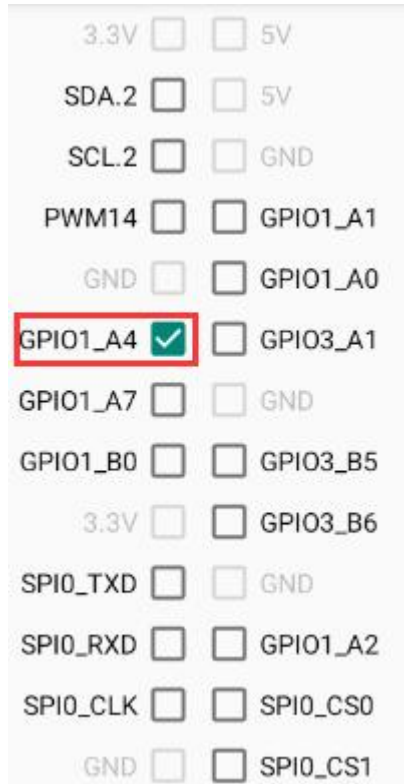 3.3V 5V
SDA.2 5V
SCL.2 GND
PWM14 GPIO1_A1
GND GPIO1_A0
GPIO1_A4 GPIO3_A1
GPIO1_A7 GND
GPIO1_B0 GPIO3_B5
3.3V GPIO3_B6
SPI0_TXD GND
SPI0_RXD GPIO1_A2
SPI0_CLK SPI0_CS0
GND SPI0_CS1